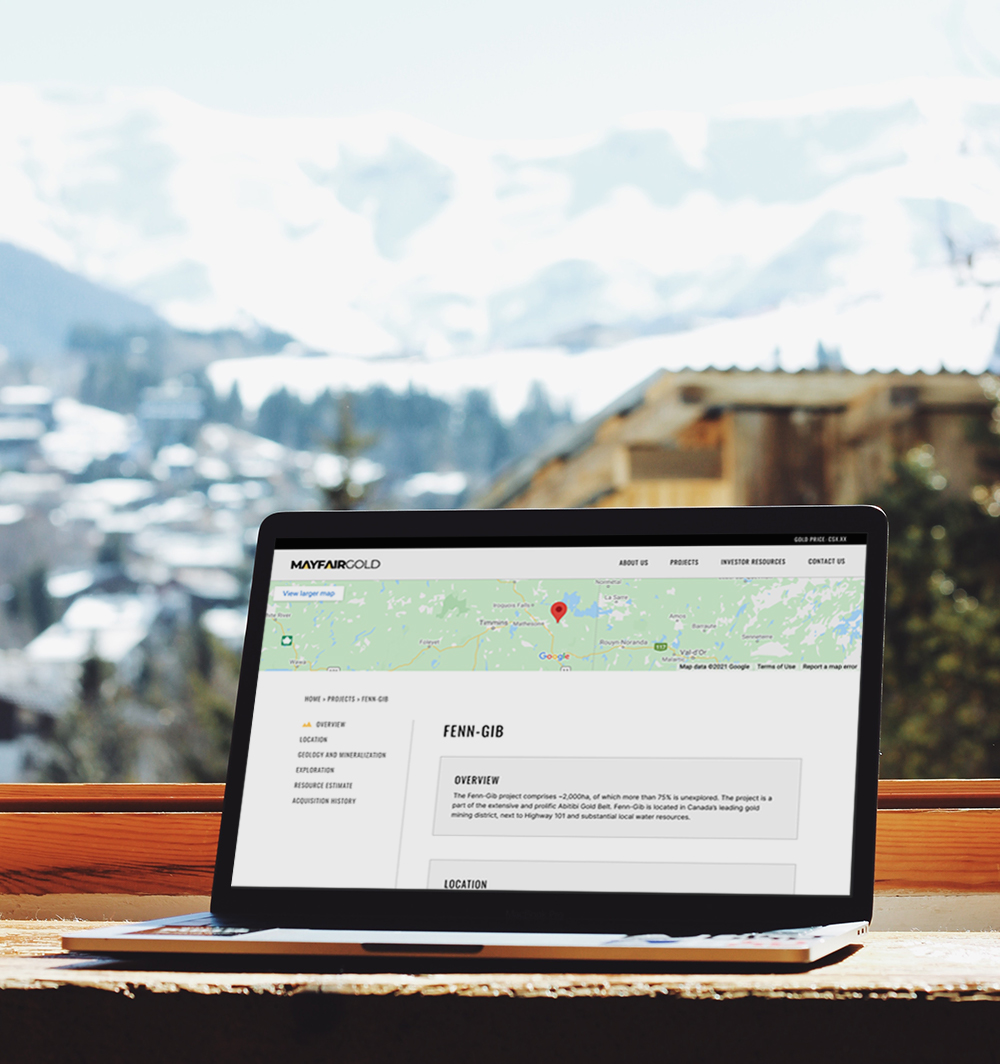 GOLD PRICE: C$X.XX
MAYFAIRGOLD
ABOUT US PROJECTS INVESTOR RESOURCES CONTACT US
View larger map
La Sarre
Iroquois Falls
Timmins Matheson
Amos
Barraute
Senneterre
Foleyet
Rouyn-Noranda
117
Val-d'Or
Malartic
Wawa
Google
Map data ©2021 Google Terms of Use Report a map error
HOME » PROJECTS » FENN-GIB
OVERVIEW
LOCATION
GEOLOGY AND MINERALIZATION
EXPLORATION
RESOURCE ESTIMATE
ACQUISITION HISTORY
FENN-GIB
OVERVIEW
The Fenn-Gib project comprises ~2,000ha, of which more than 75% is unexplored. The project is a
part of the extensive and prolific Abitibi Gold Belt. Fenn-Gib is located in Canada's leading gold
mining district, next to Highway 101 and substantial local water resources.
LOCATION